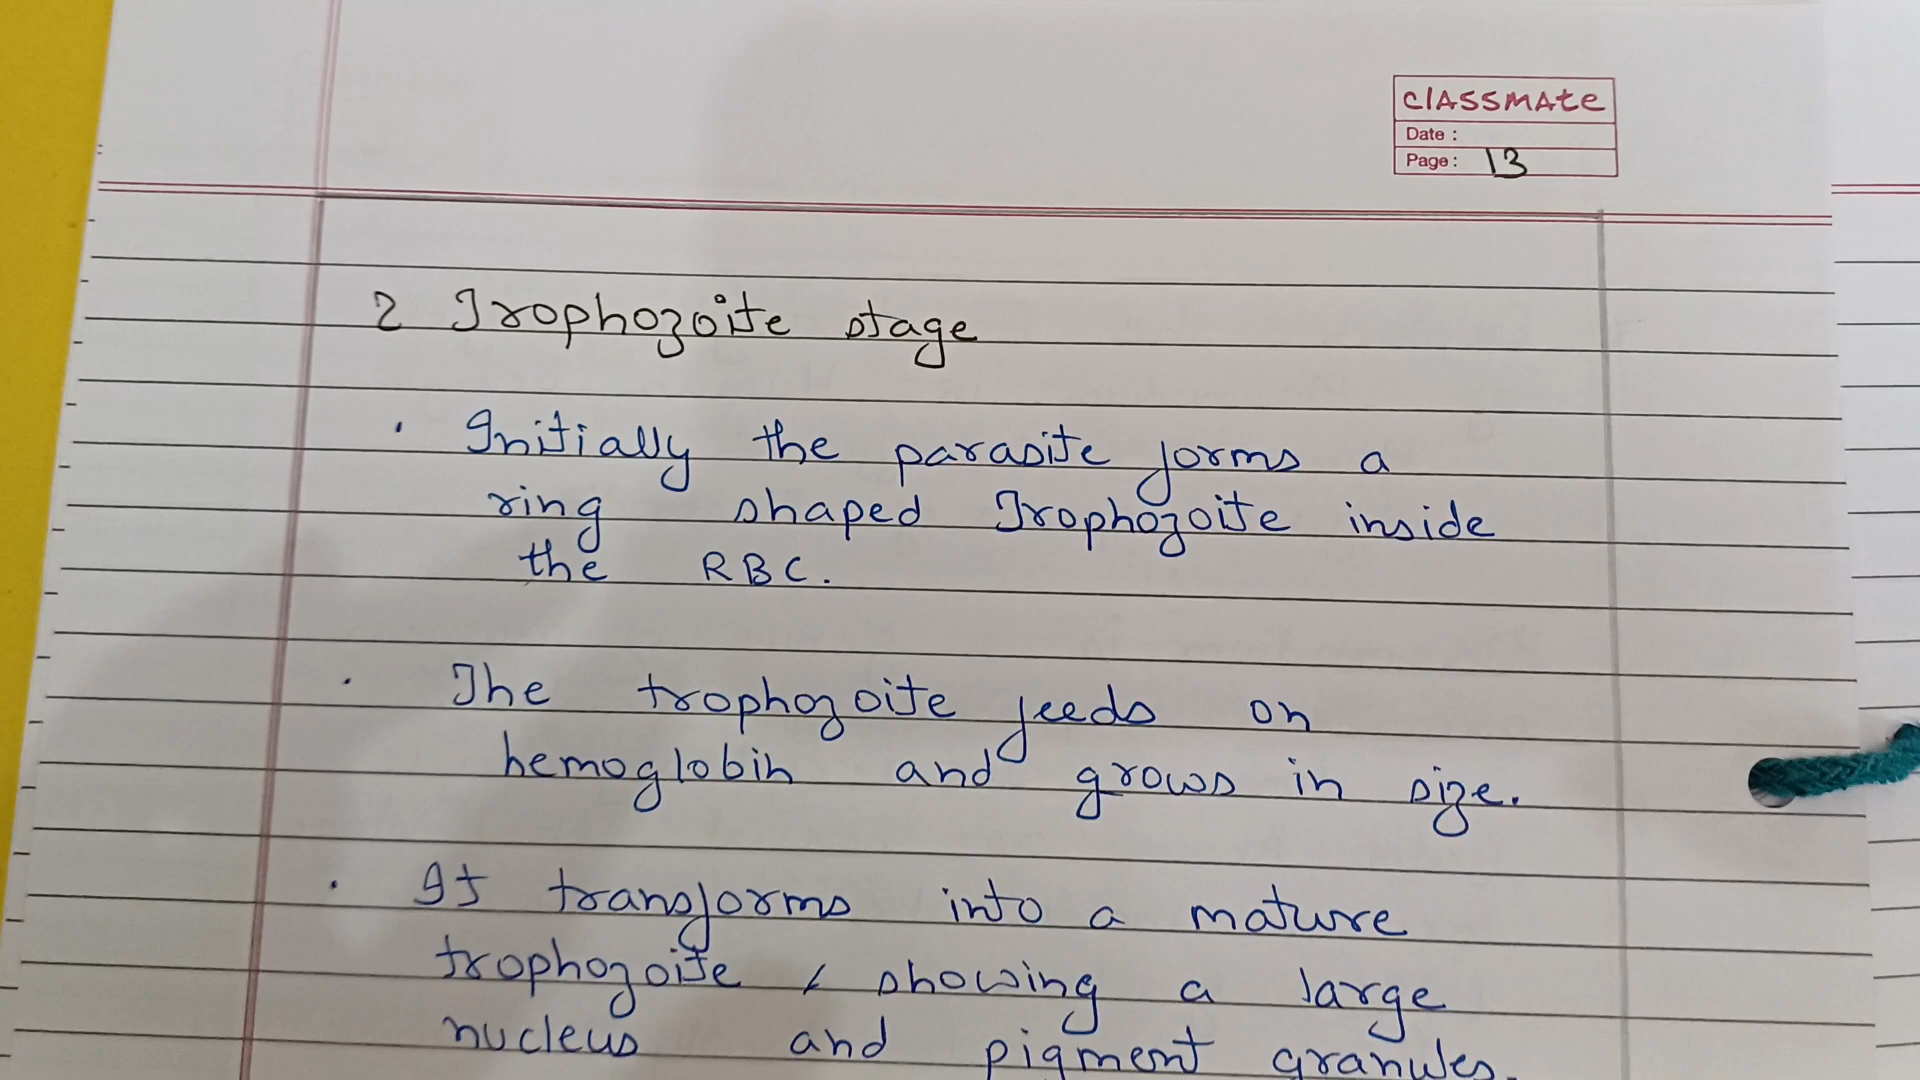 classmate
Date :
Page : 13
2 Trophozoite stage
· Initially the parasite forms a
ring shaped Trophozoite inside
the RBC.
· The trophozoite feeds on
hemoglobin and grows in size.
· It transforms into a mature
trophozoite, showing a large
nucleus and pigment granules.